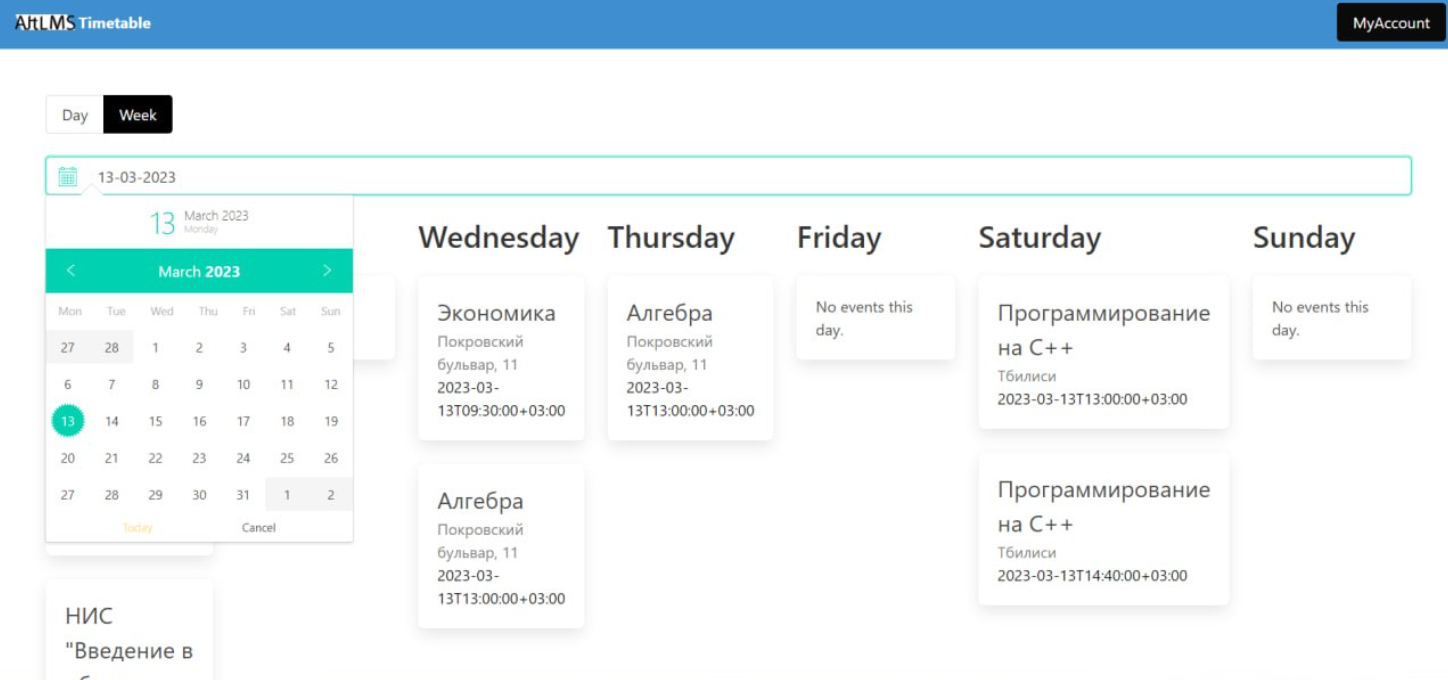 AltLMS Timetable
MyAccount
Day
Week
13-03-2023
13
March 2023
Monday
March 2023
Mon Tue Wed Thu Fri Sat Sun
27 28 1 2 3 4 5
6 7 8 9 10 11 12
13 14 15 16 17 18 19
20 21 22 23 24 25 26
27 28 29 30 31 1 2
Today Cancel
НИС
"Введение в
Wednesday
Экономика
Покровский
бульвар, 11
2023-03-
13T09:30:00+03:00
Алгебра
Покровский
бульвар, 11
2023-03-
13T13:00:00+03:00
Thursday
Алгебра
Покровский
бульвар, 11
2023-03-
13T13:00:00+03:00
Friday
No events this
day.
Saturday
Программирование
на C++
Тбилиси
2023-03-13T13:00:00+03:00
Программирование
на C++
Тбилиси
2023-03-13T14:40:00+03:00
Sunday
No events this
day.